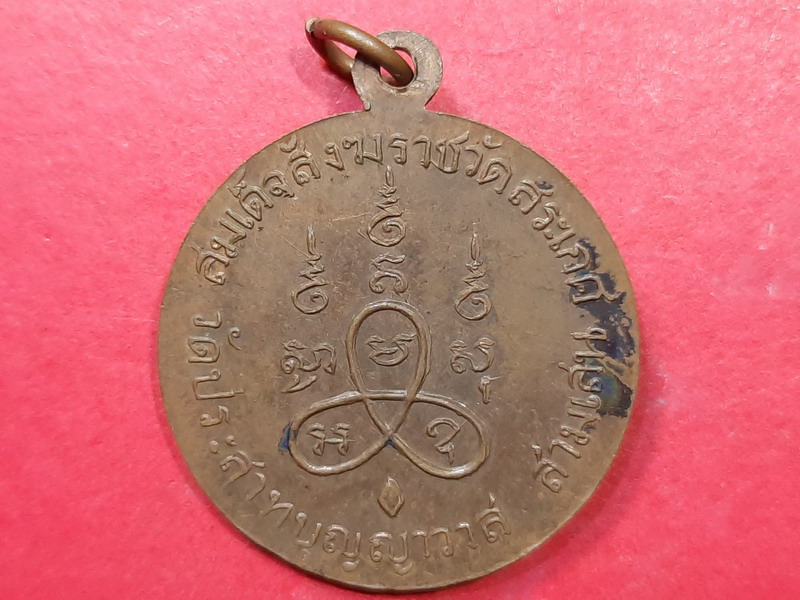 สมเด็จสังฆราชวัดสระเกศ
วัดประสาทบุญญาวาส สามเสน